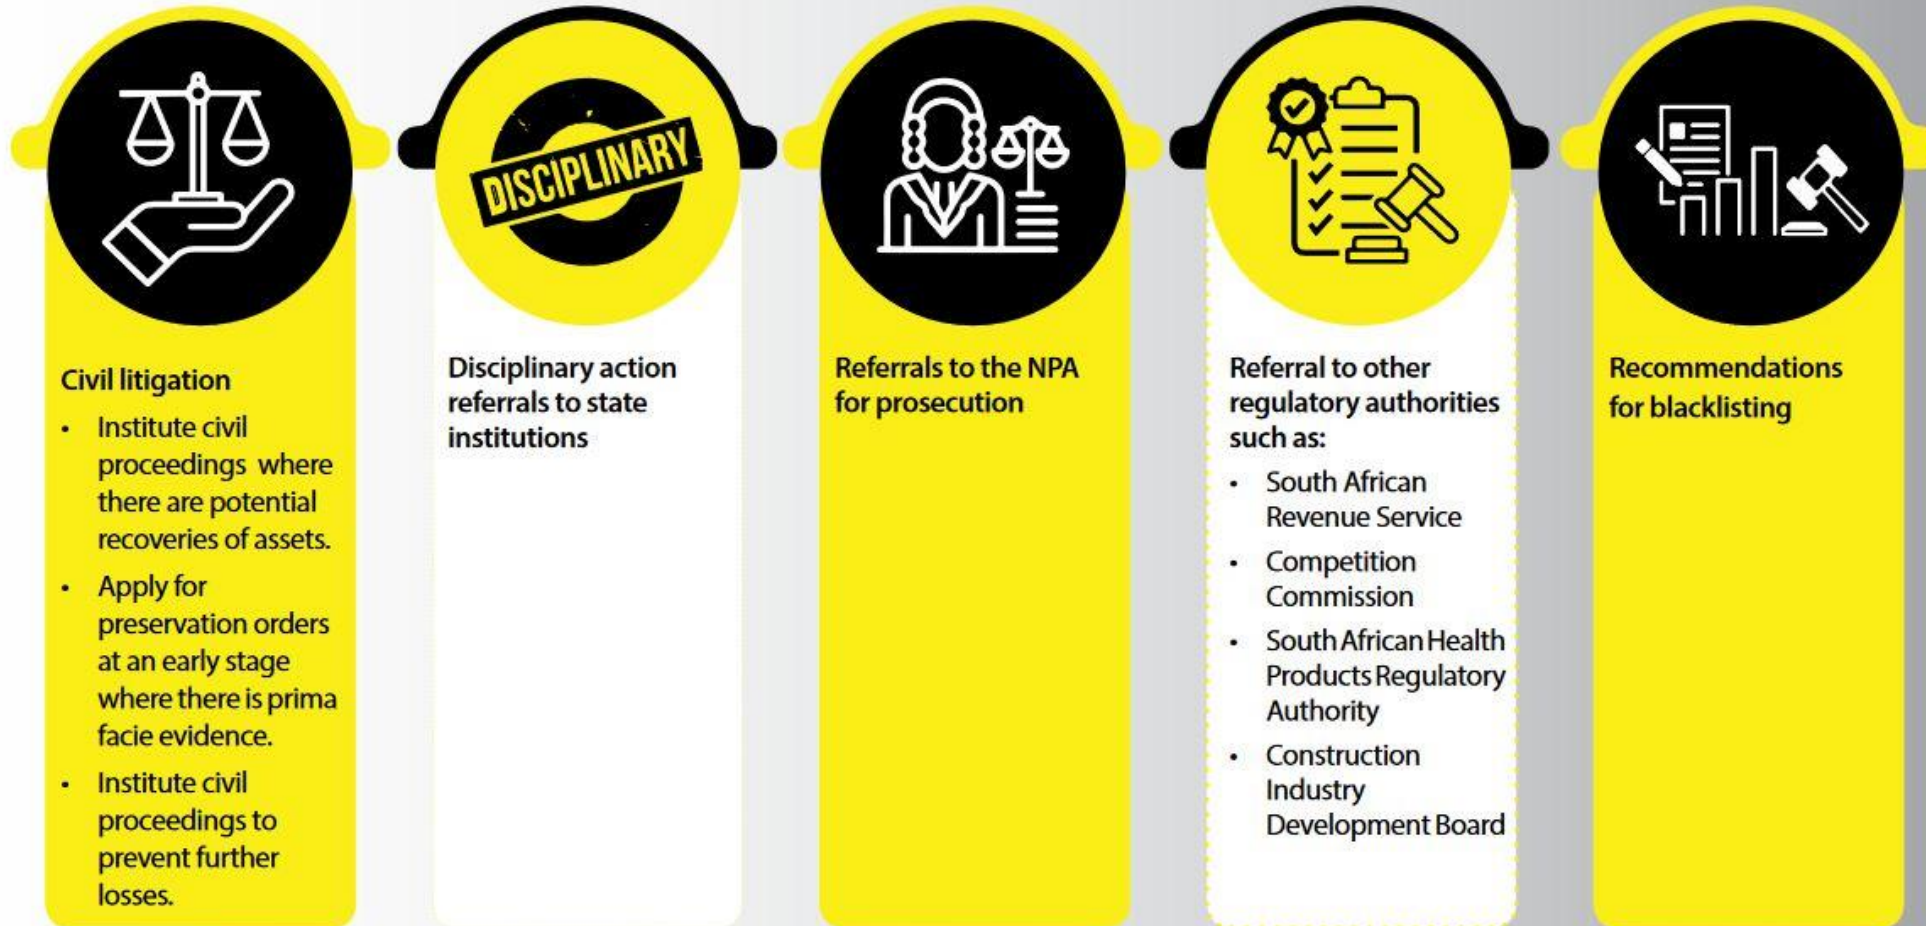 Civil litigation
• Institute civil
proceedings where
there are potential
recoveries of assets.
• Apply for
preservation orders
at an early stage
where there is prima
facie evidence.
• Institute civil
proceedings to
prevent further
losses.
DISCIPLINARY
Disciplinary action
referrals to state
institutions
Referrals to the NPA
for prosecution
Referral to other
regulatory authorities
such as:
• South African
Revenue Service
• Competition
Commission
• South African Health
Products Regulatory
Authority
• Construction
Industry
Development Board
Recommendations
for blacklisting